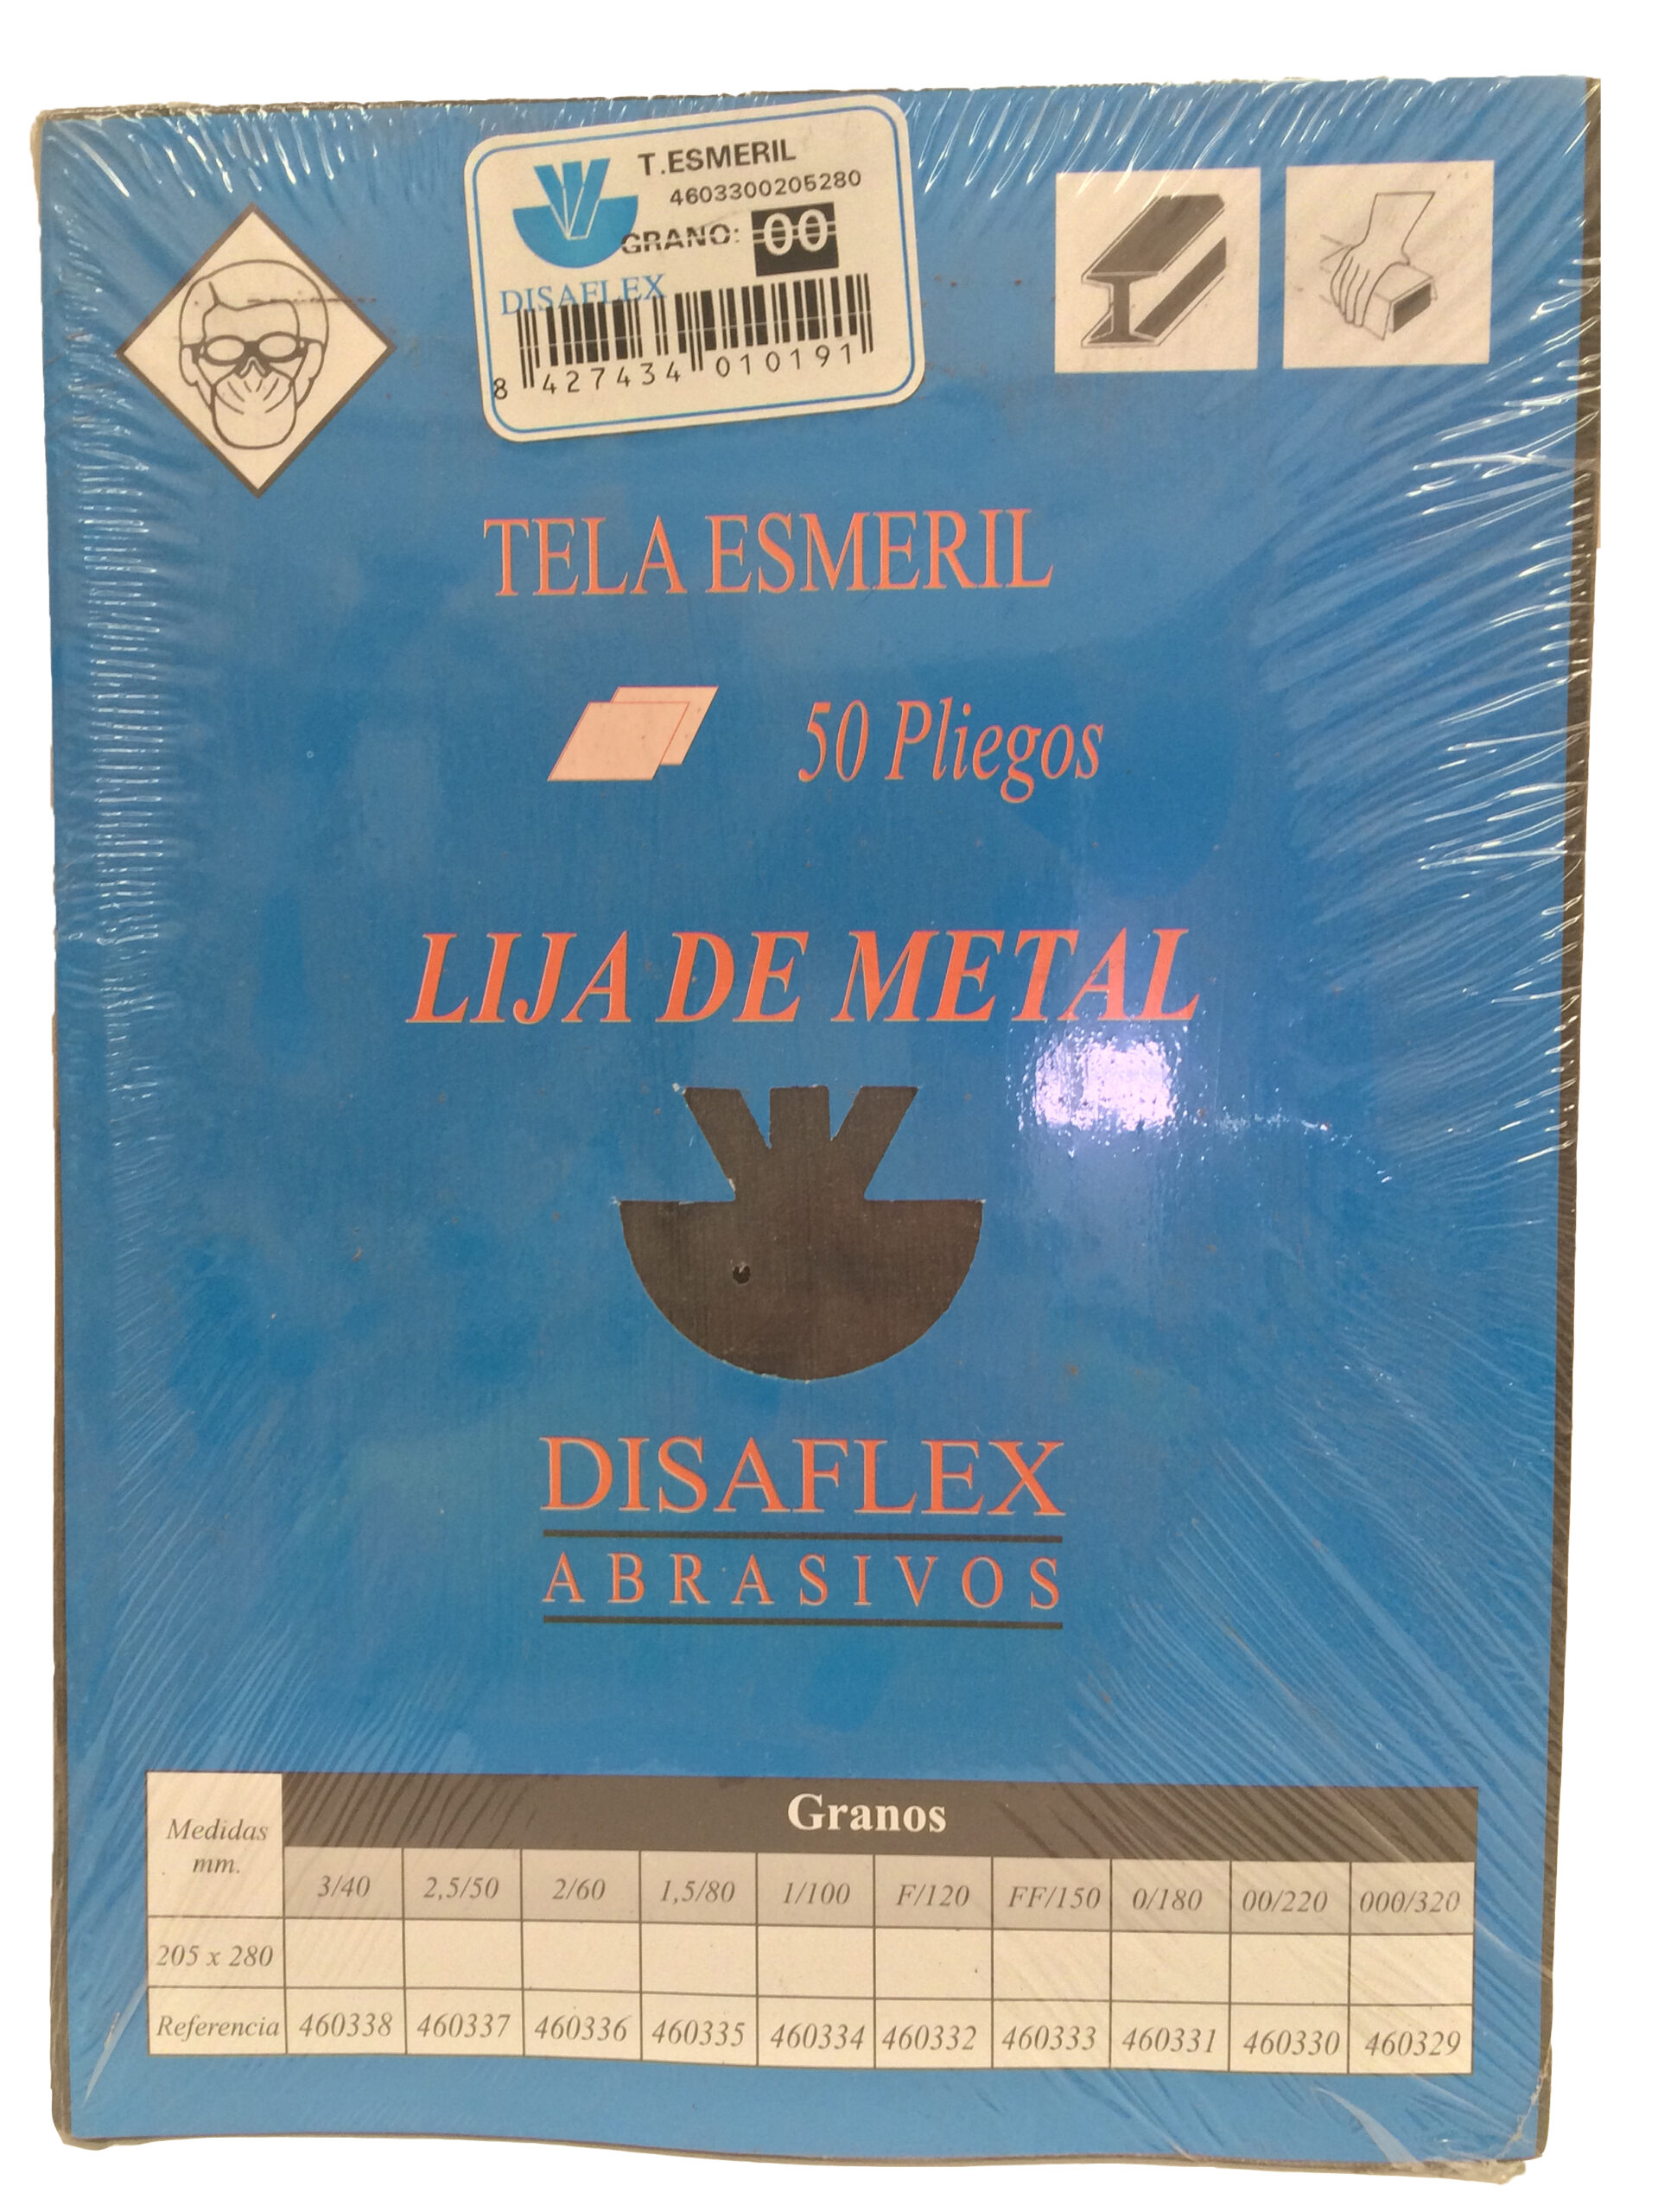 T.ESMERIL
4603300205280
GRANO: 00
DISAFLEX
8 427434 010191
TELA ESMERIL
50 Pliegos
LIJA DE METAL
DISAFLEX
ABRASIVOS
Medidas mm. Granos
3/40 2,5/50 2/60 1,5/80 1/100 F/120 FF/150 0/180 00/220 000/320
205 x 280
Referencia 460338 460337 460336 460335 460334 460332 460333 460331 460330 460329